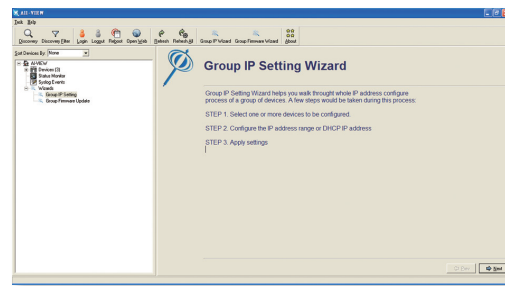 AII -VIEW
Task Help
Discovery Discovery Filter Login Logout Reboot Open Web Refresh Refresh All Group IP Wizard Group Firmware Wizard About
Sort Devices By: None
AI-VIEW
Devices (3)
Status Monitor
Syslog Events
Wizards
Group IP Setting
Group Firmware Update
Group IP Setting Wizard
Group IP Setting Wizard helps you walk throught whole IP address configure
process of a group of devices. A few steps would be taken during this process:
STEP 1. Select one or more devices to be configured.
STEP 2. Configure the IP address range or DHCP IP address
STEP 3. Apply settings
Next